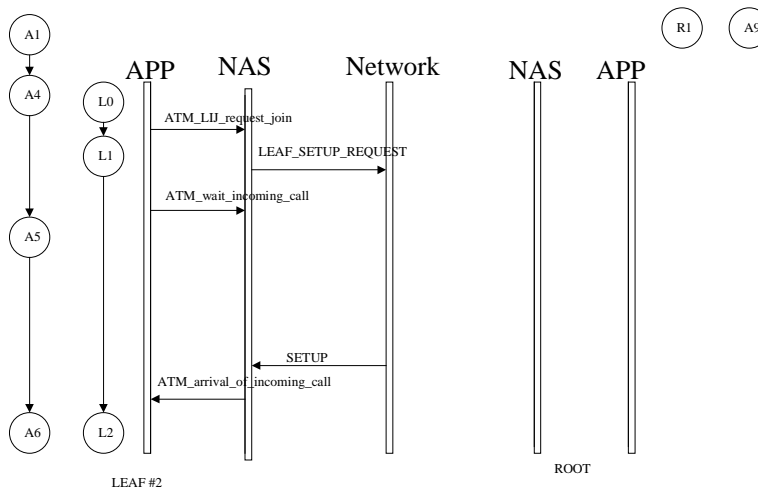 A1
R1
A9
APP
NAS
Network
NAS
APP
A4
L0
ATM_LIJ_request_join
L1
LEAF_SETUP_REQUEST
ATM_wait_incoming_call
A5
SETUP
ATM_arrival_of_incoming_call
A6
L2
LEAF #2
ROOT